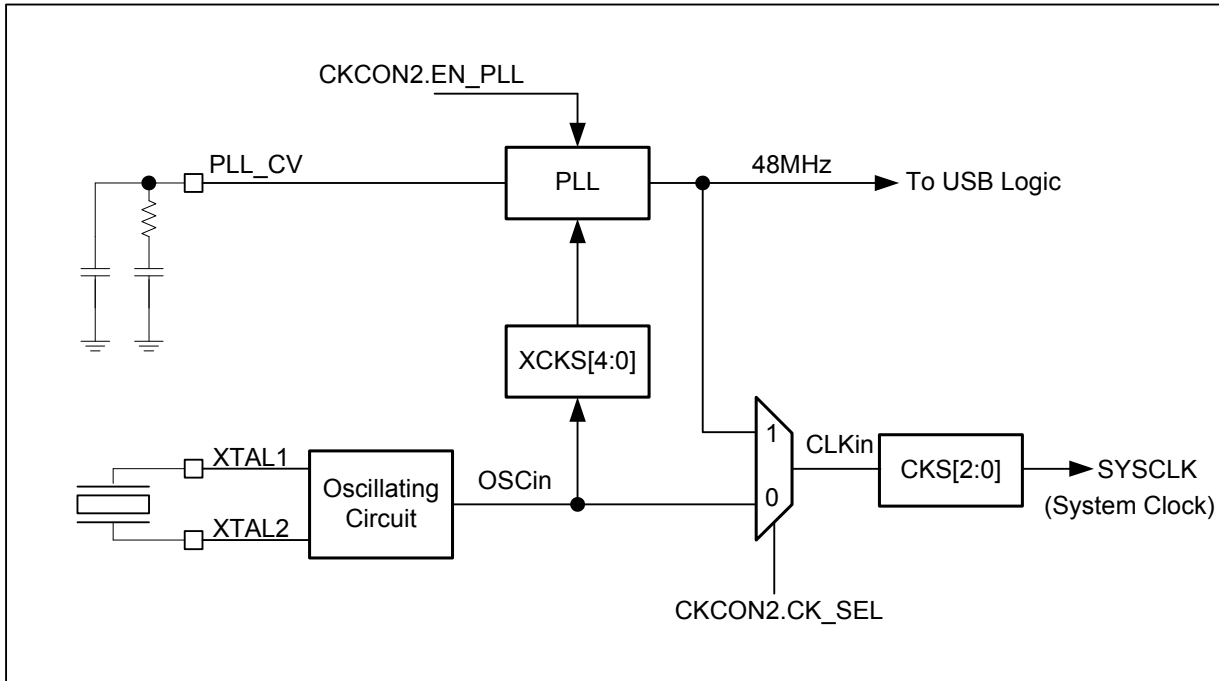 CKCON2.EN_PLL
PLL_CV
PLL
48MHz
To USB Logic
XCKS[4:0]
XTAL1
XTAL2
Oscillating
Circuit
OSCin
1
0
CLKin
CKS[2:0]
SYSCLK
(System Clock)
CKCON2.CK_SEL